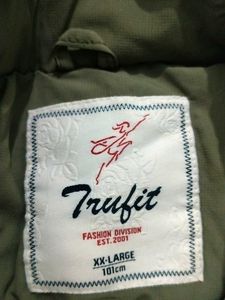 Trufit
FASHION DIVISION
EST. 2001
XX-LARGE
101cm